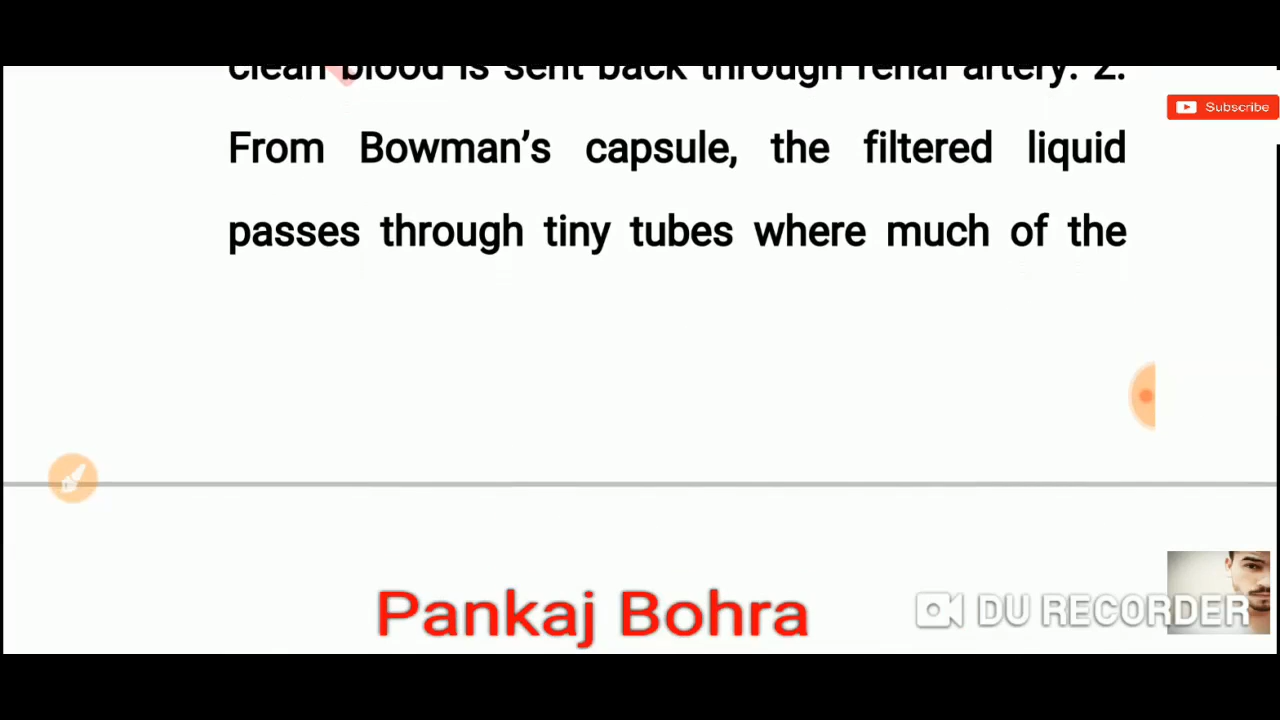 clean blood is sent back through renal artery. 2.
Subscribe
From Bowman's capsule, the filtered liquid
passes through tiny tubes where much of the
Pankaj Bohra
DU RECORDER